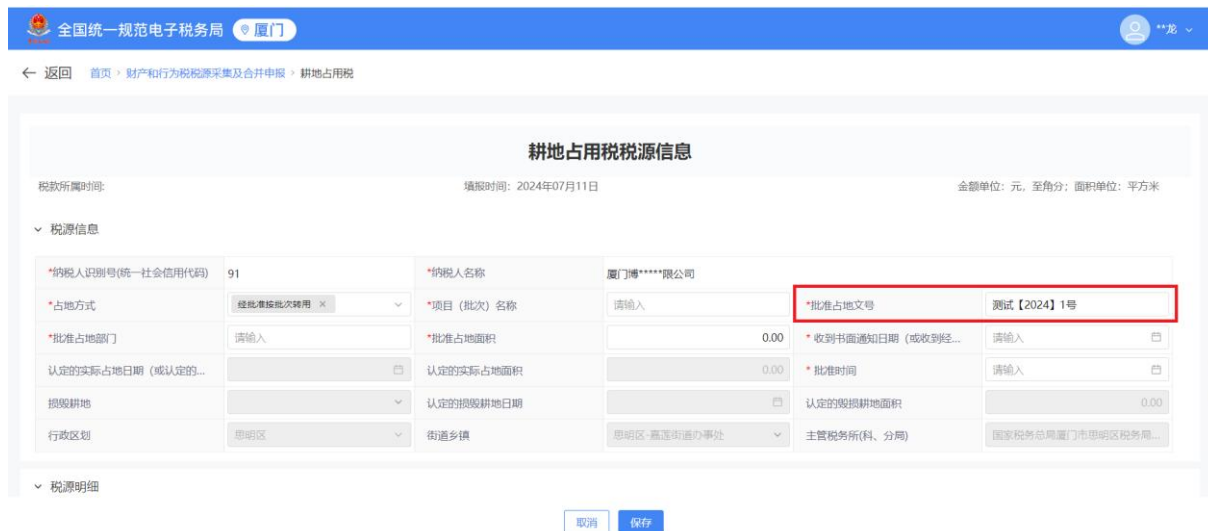 全国统一规范电子税务局 厦门 **龙
返回 首页 > 财产和行为税税源采集及合并申报 > 耕地占用税
耕地占用税税源信息
税款所属时间: 填报时间：2024年07月11日 金额单位：元，至角分；面积单位：平方米
税源信息
*纳税人识别号(统一社会信用代码) 91 *纳税人名称 厦门博*****限公司
*占地方式 经批准按批次转用 × *项目（批次）名称 请输入 *批准占地文号 测试【2024】1号
*批准占地部门 请输入 *批准占地面积 0.00 * 收到书面通知日期（或收到经... 请输入
认定的实际占地日期（或认定的... 认定的实际占地面积 0.00 * 批准时间 请输入
损毁耕地 认定的损毁耕地日期 认定的毁损耕地面积 0.00
行政区划 思明区 街道乡镇 思明区-嘉莲街道办事处 主管税务所(科、分局) 国家税务总局厦门市思明区税务局...
税源明细
取消 保存